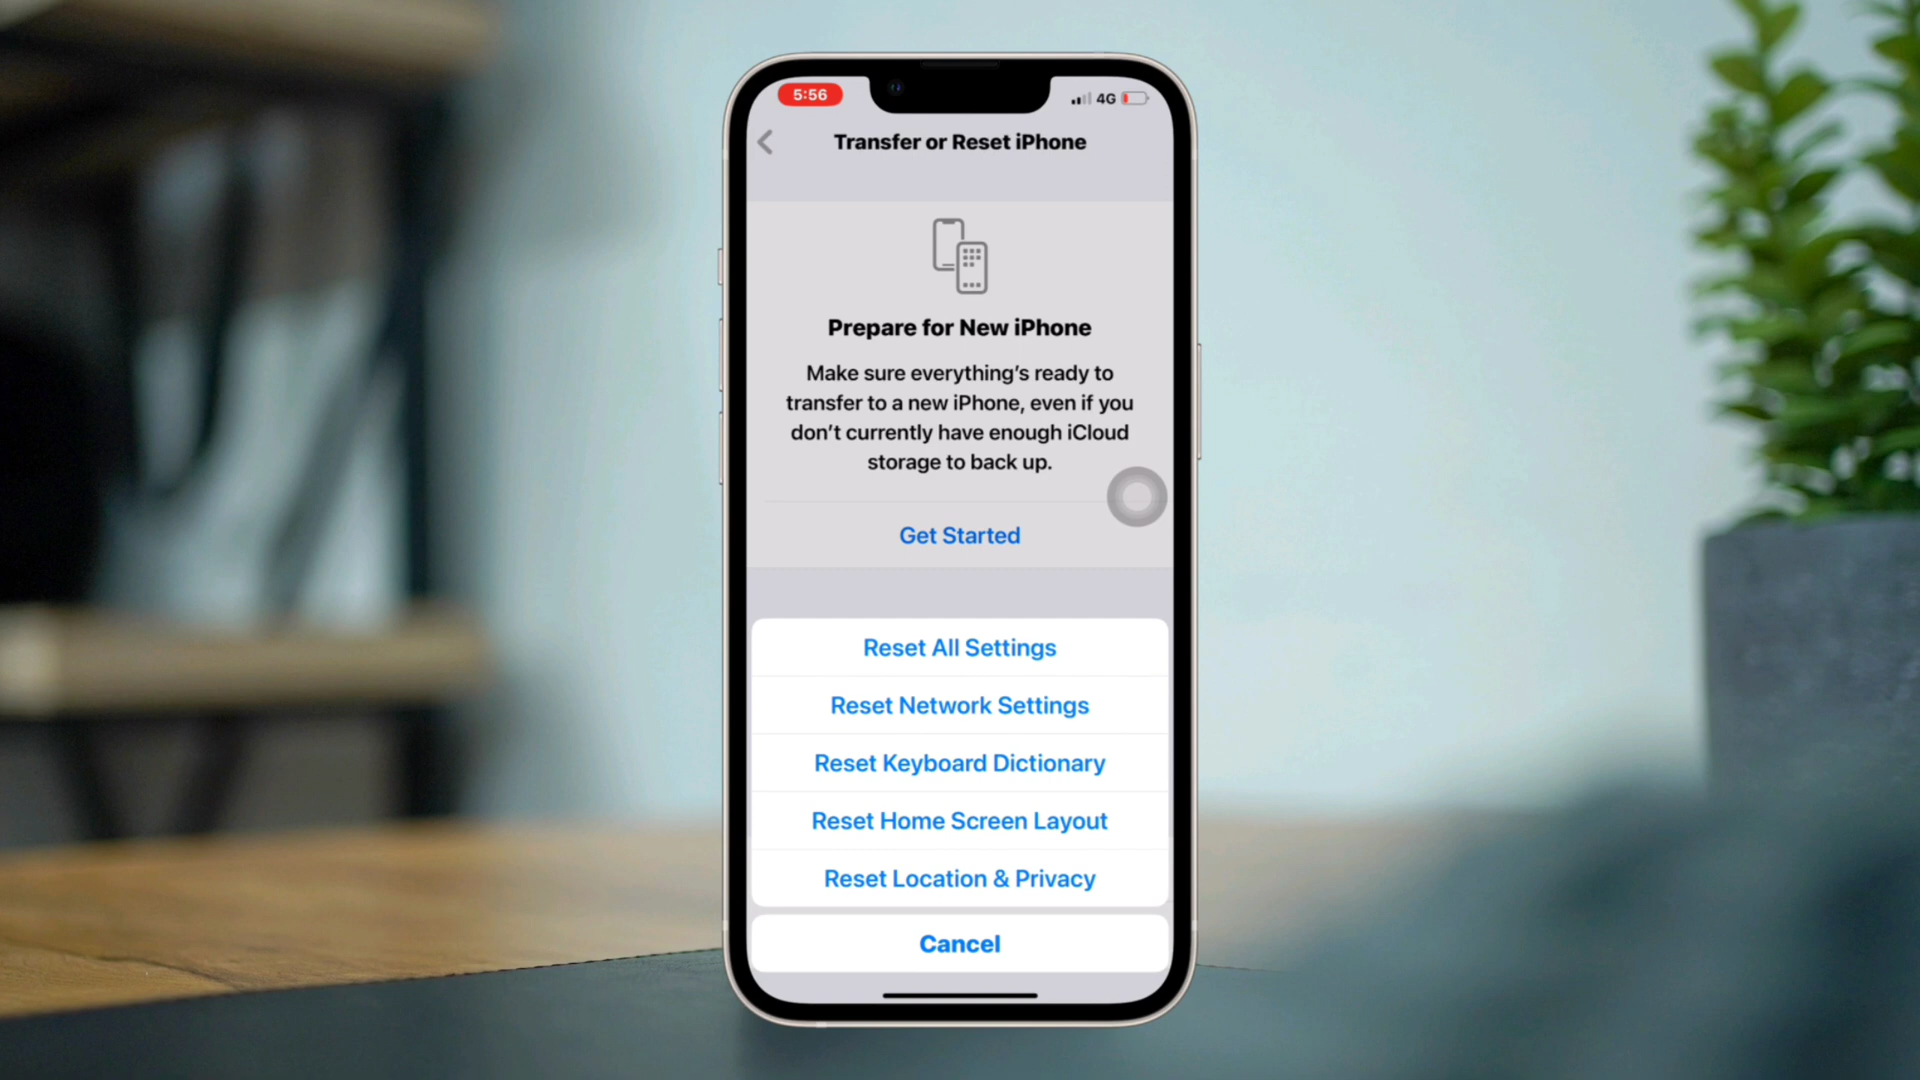 5:56
4G
Transfer or Reset iPhone
Prepare for New iPhone
Make sure everything's ready to
transfer to a new iPhone, even if you
don't currently have enough iCloud
storage to back up.
Get Started
Reset All Settings
Reset Network Settings
Reset Keyboard Dictionary
Reset Home Screen Layout
Reset Location & Privacy
Cancel